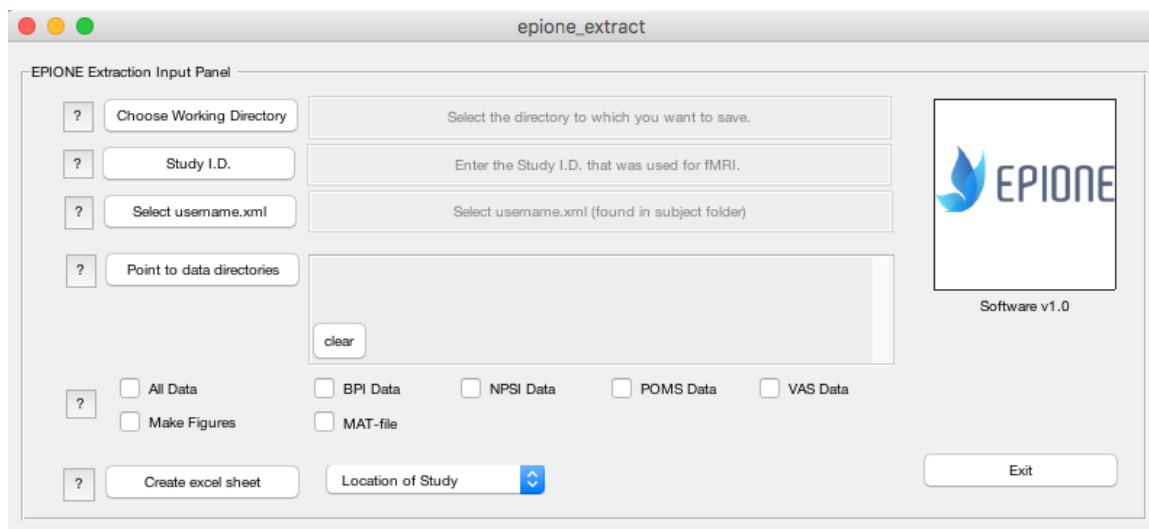 epione_extract
EPIONE Extraction Input Panel
? Choose Working Directory Select the directory to which you want to save.
? Study I.D. Enter the Study I.D. that was used for fMRI.
? Select username.xml Select username.xml (found in subject folder)
EPIONE
Software v1.0
? Point to data directories
clear
? All Data BPI Data NPSI Data POMS Data VAS Data
Make Figures MAT-file
? Create excel sheet Location of Study Exit